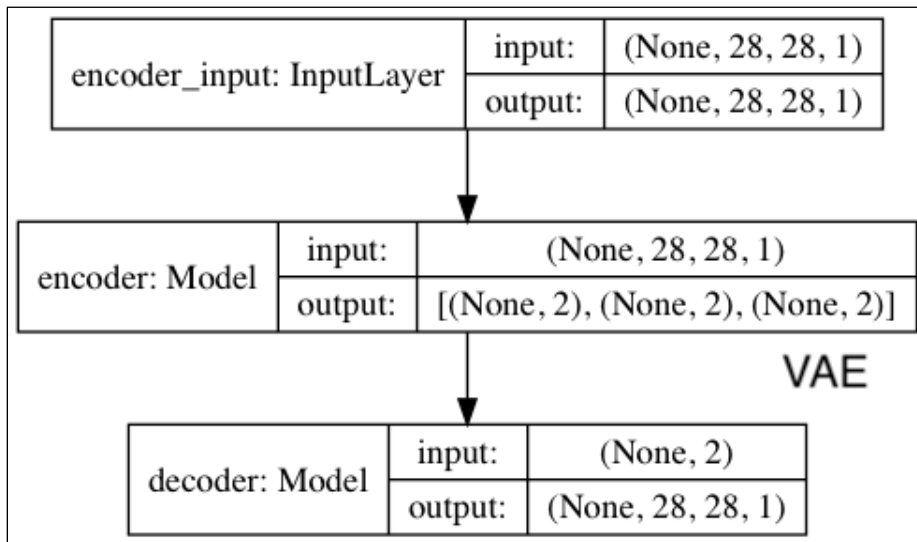 encoder_input: InputLayer
input: (None, 28, 28, 1)
output: (None, 28, 28, 1)
encoder: Model
input: (None, 28, 28, 1)
output: [(None, 2), (None, 2), (None, 2)]
VAE
decoder: Model
input: (None, 2)
output: (None, 28, 28, 1)